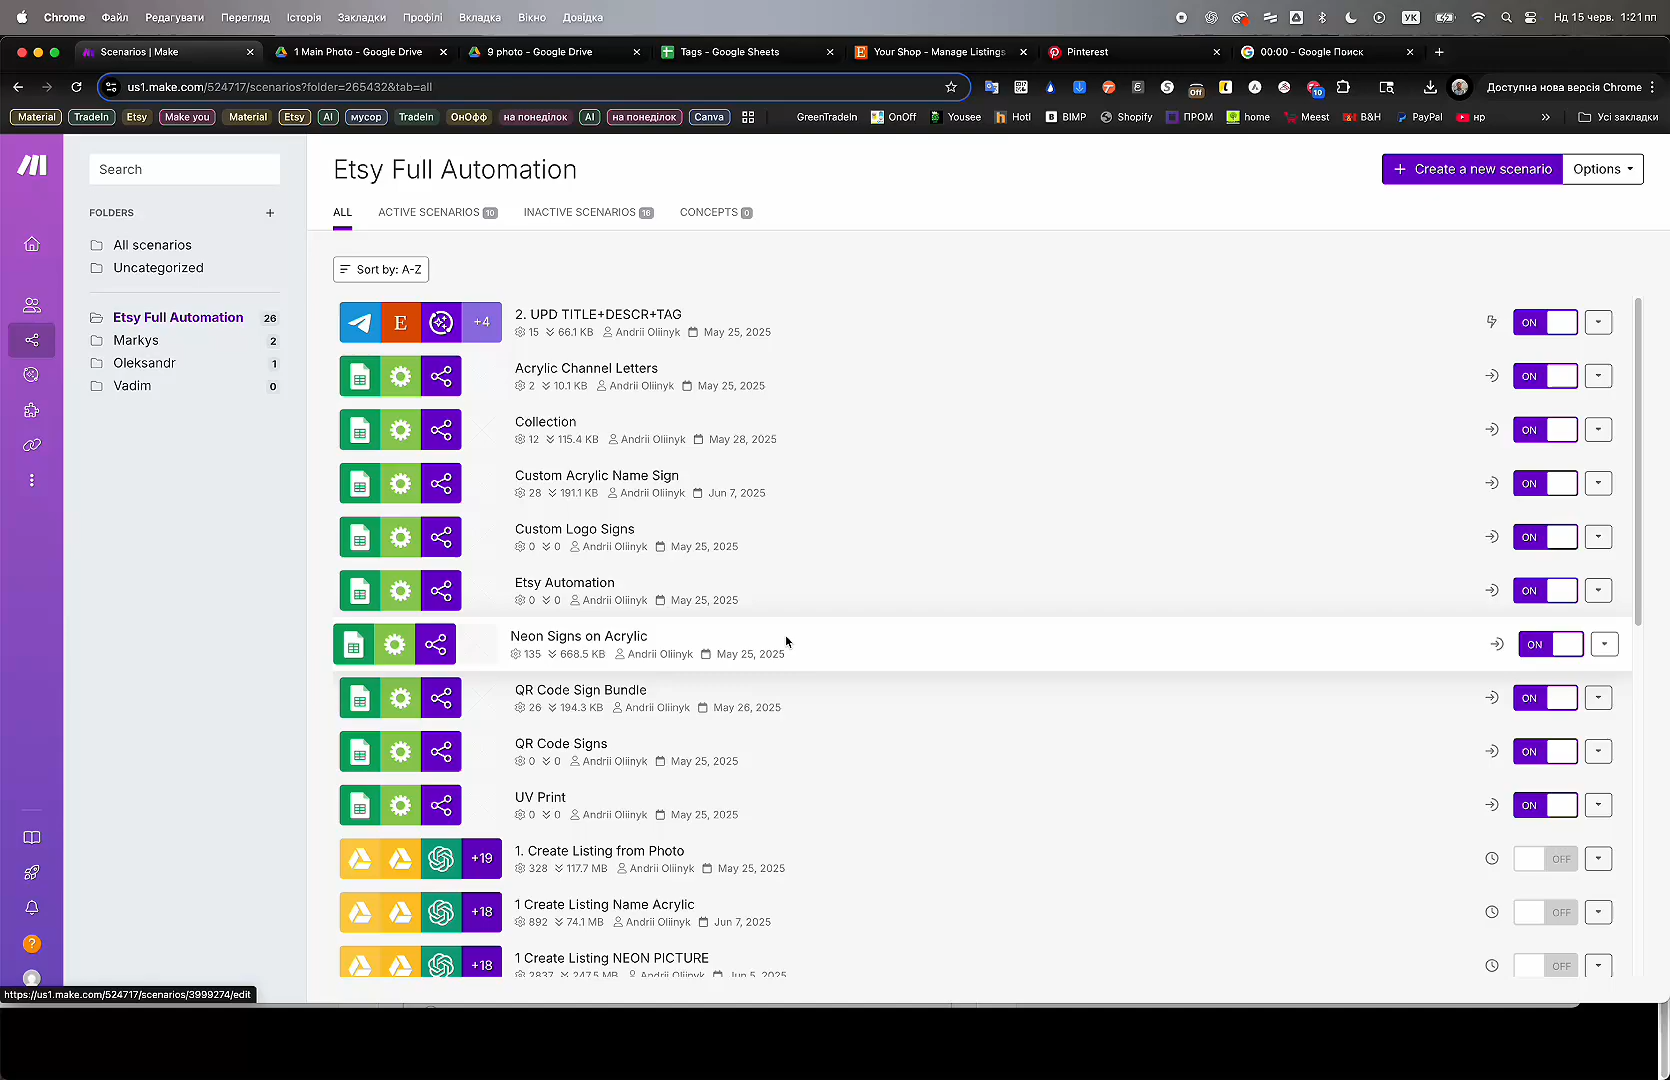 Chrome Файл Редагувати Перегляд Історія Закладки Профілі Вкладка Вікно Довідка УК Нд 15 черв. 1:21 пп
Scenarios | Make 1 Main Photo - Google Drive 9 photo - Google Drive Tags - Google Sheets Your Shop - Manage Listings Pinterest 00:00 - Google Поиск
us1.make.com/524717/scenarios?folder=265432&tab=all Off 10 Доступна нова версія Chrome
Material TradeIn Etsy Make you Material Etsy AI мусор TradeIn ОнОфф на понеділок AI на понеділок Canva GreenTradeIn OnOff Yousee Hotl BIMP Shopify ПРОМ home Meest B&H PayPal нр Усі закладки
Search
FOLDERS
All scenarios
Uncategorized
Etsy Full Automation 26
Markys 2
Oleksandr 1
Vadim 0
Etsy Full Automation
Create a new scenario Options
ALL ACTIVE SCENARIOS 10 INACTIVE SCENARIOS 16 CONCEPTS 0
Sort by: A-Z
E +4 2. UPD TITLE+DESCR+TAG ON
15 66.1 KB Andrii Oliinyk May 25, 2025
Acrylic Channel Letters ON
2 10.1 KB Andrii Oliinyk May 25, 2025
Collection ON
12 115.4 KB Andrii Oliinyk May 28, 2025
Custom Acrylic Name Sign ON
28 191.1 KB Andrii Oliinyk Jun 7, 2025
Custom Logo Signs ON
0 0 Andrii Oliinyk May 25, 2025
Etsy Automation ON
0 0 Andrii Oliinyk May 25, 2025
Neon Signs on Acrylic ON
135 668.5 KB Andrii Oliinyk May 25, 2025
QR Code Sign Bundle ON
26 194.3 KB Andrii Oliinyk May 26, 2025
QR Code Signs ON
0 0 Andrii Oliinyk May 25, 2025
UV Print ON
0 0 Andrii Oliinyk May 25, 2025
+19 1. Create Listing from Photo OFF
328 117.7 MB Andrii Oliinyk May 25, 2025
+18 1 Create Listing Name Acrylic OFF
892 74.1 MB Andrii Oliinyk Jun 7, 2025
+18 1 Create Listing NEON PICTURE OFF
2837 247.5 MB Andrii Oliinyk Jun 5, 2025
?
https://us1.make.com/524717/scenarios/3999274/edit